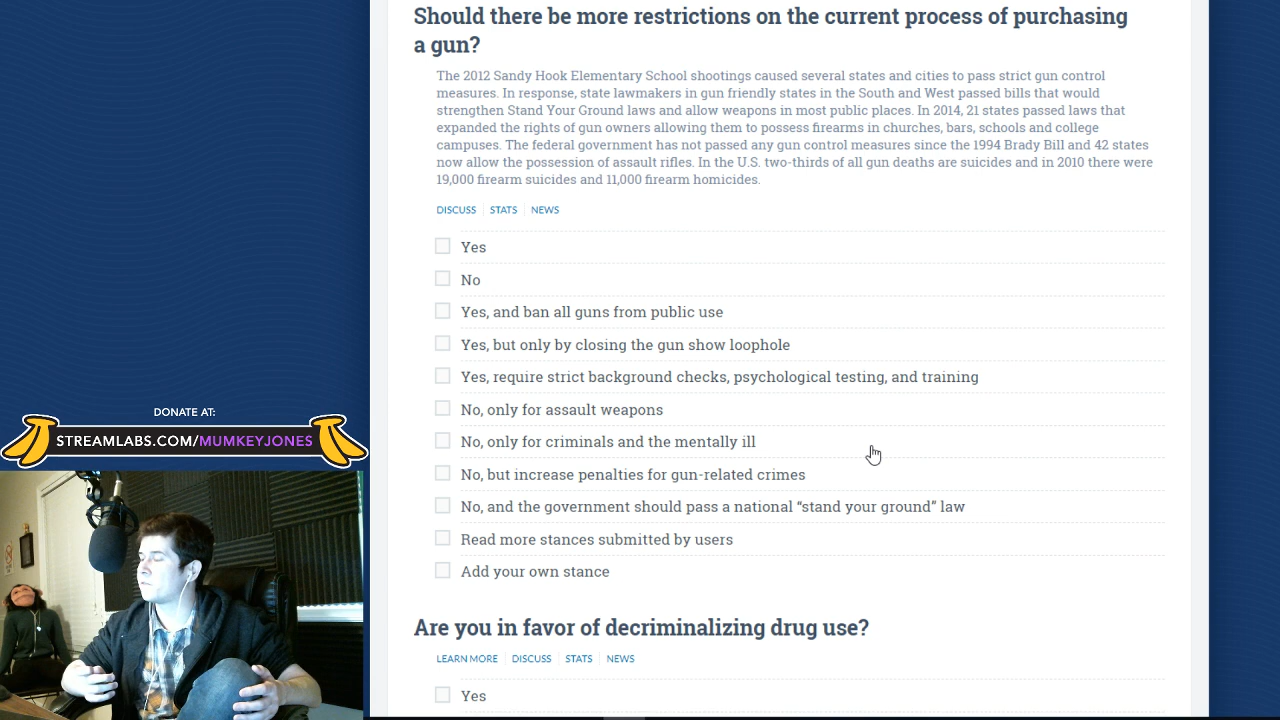 Should there be more restrictions on the current process of purchasing
a gun?
The 2012 Sandy Hook Elementary School shootings caused several states and cities to pass strict gun control
measures. In response, state lawmakers in gun friendly states in the South and West passed bills that would
strengthen Stand Your Ground laws and allow weapons in most public places. In 2014, 21 states passed laws that
expanded the rights of gun owners allowing them to possess firearms in churches, bars, schools and college
campuses. The federal government has not passed any gun control measures since the 1994 Brady Bill and 42 states
now allow the possession of assault rifles. In the U.S. two-thirds of all gun deaths are suicides and in 2010 there were
19,000 firearm suicides and 11,000 firearm homicides.
DISCUSS STATS NEWS
Yes
No
Yes, and ban all guns from public use
Yes, but only by closing the gun show loophole
Yes, require strict background checks, psychological testing, and training
No, only for assault weapons
No, only for criminals and the mentally ill
No, but increase penalties for gun-related crimes
No, and the government should pass a national “stand your ground” law
Read more stances submitted by users
Add your own stance
Are you in favor of decriminalizing drug use?
LEARN MORE DISCUSS STATS NEWS
Yes
DONATE AT:
STREAMLABS.COM/MUMKEYJONES